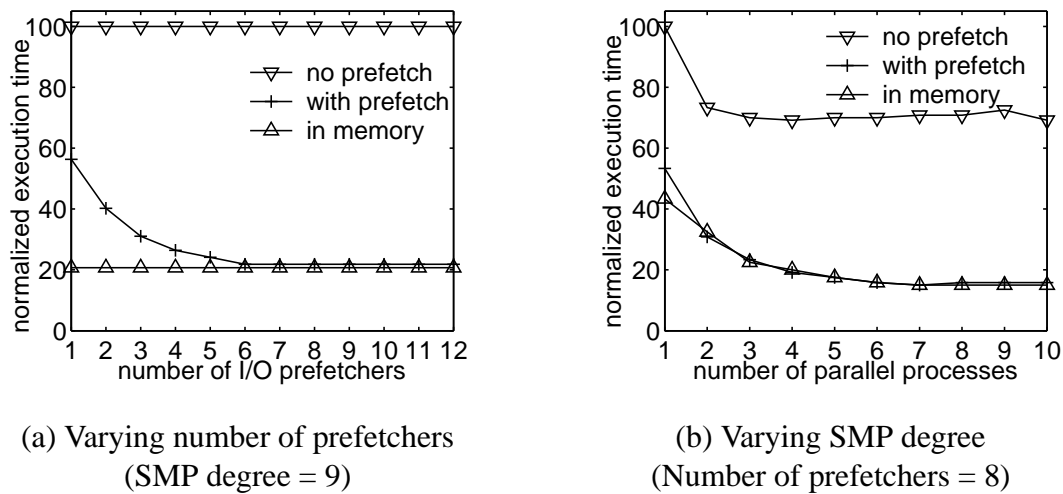 100
80
60
40
20
0
normalized execution time
no prefetch
with prefetch
in memory
1 2 3 4 5 6 7 8 9 10 11 12
number of I/O prefetchers
(a) Varying number of prefetchers
(SMP degree = 9)
100
80
60
40
20
0
normalized execution time
no prefetch
with prefetch
in memory
1 2 3 4 5 6 7 8 9 10
number of parallel processes
(b) Varying SMP degree
(Number of prefetchers = 8)